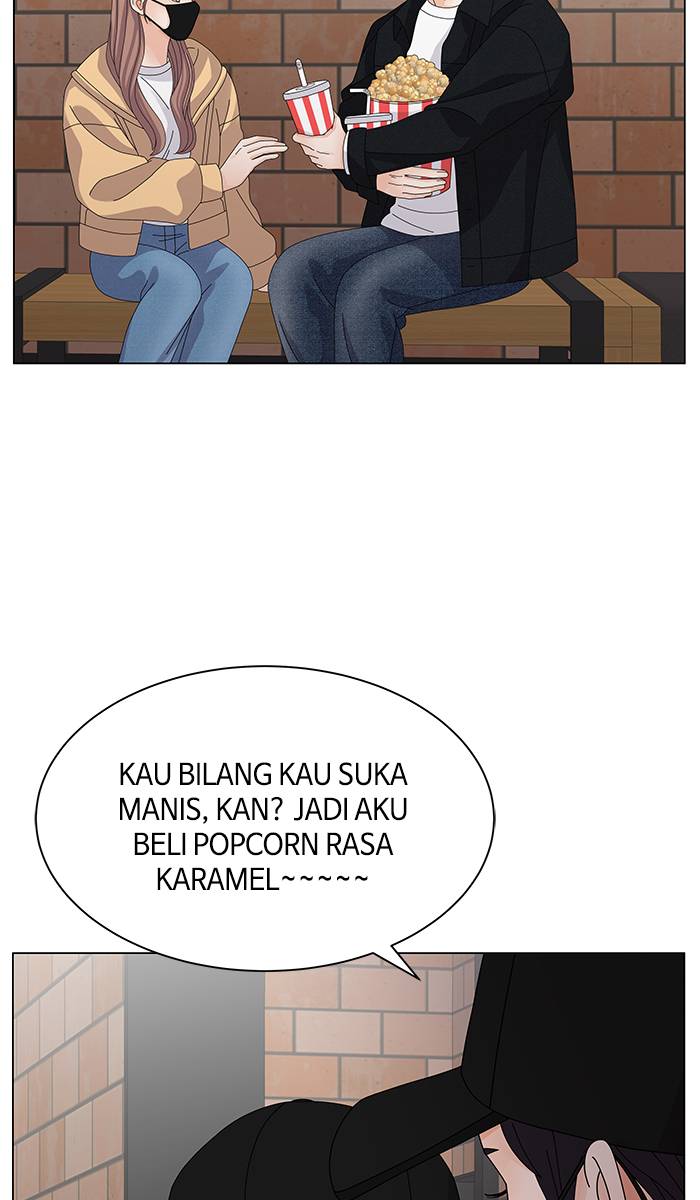 KAU BILANG KAU SUKA
MANIS, KAN? JADI AKU
BELI POPCORN RASA
KARAMEL~~~~~